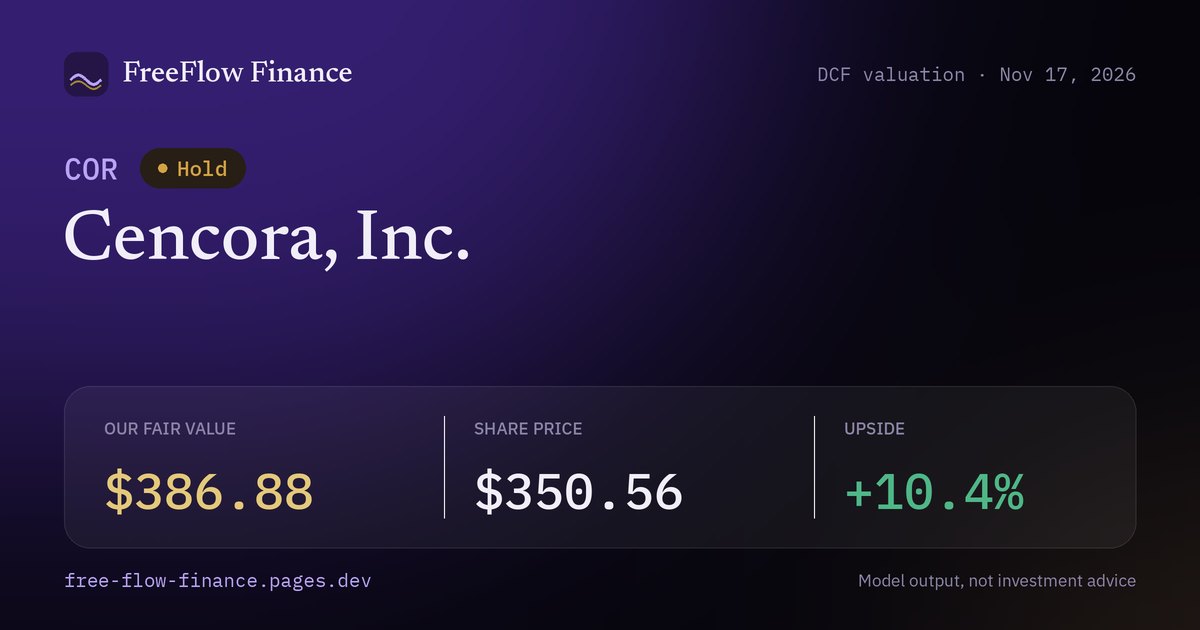 FreeFlow Finance
DCF valuation · Nov 17, 2026
COR
Hold
Cencora, Inc.
OUR FAIR VALUE
$386.88
SHARE PRICE
$350.56
UPSIDE
+10.4%
free-flow-finance.pages.dev
Model output, not investment advice